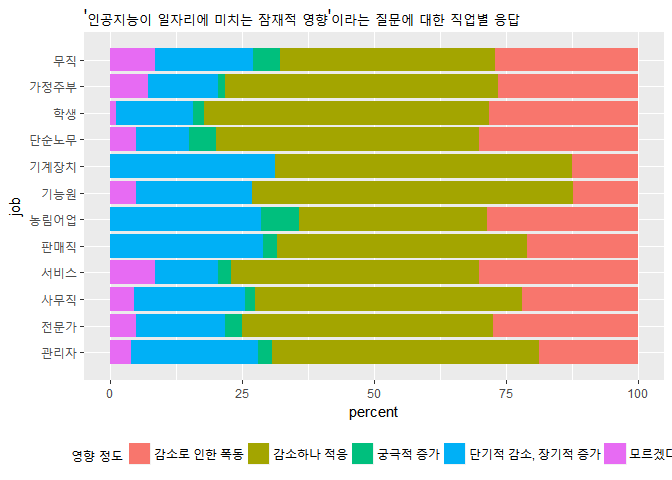 '인공지능이 일자리에 미치는 잠재적 영향'이라는 질문에 대한 직업별 응답
무직
가정주부
학생
단순노무
기계장치
기능원
농림어업
판매직
서비스
사무직
전문가
관리자
job
0 25 50 75 100
percent
영향 정도 감소로 인한 폭동 감소하나 적응 궁극적 증가 단기적 감소, 장기적 증가 모르겠다